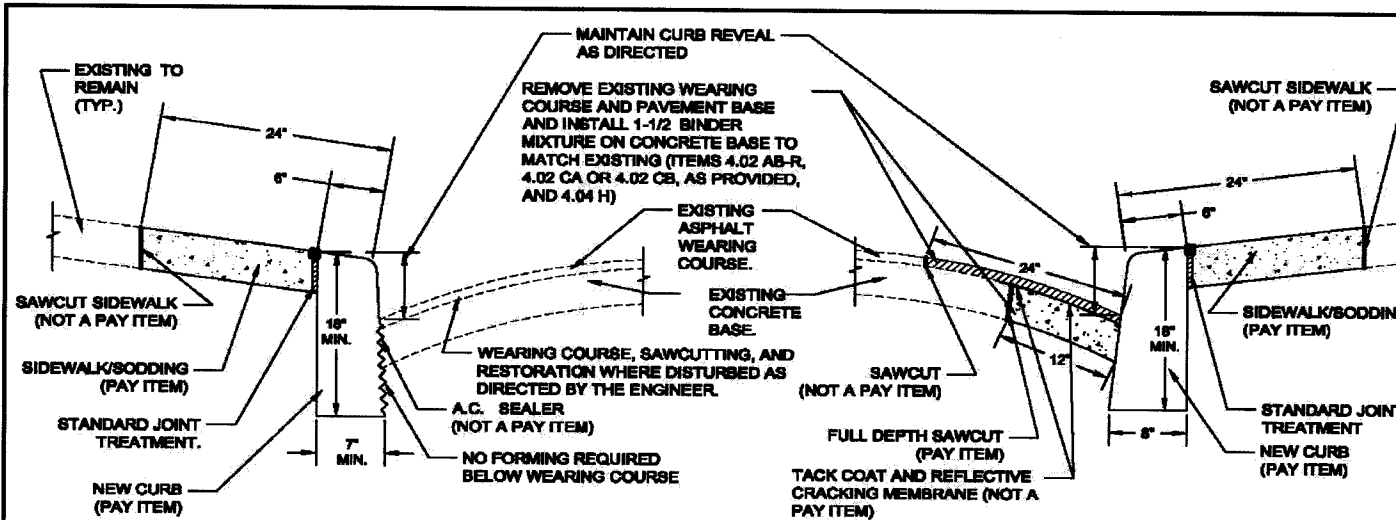 MAINTAIN CURB REVEAL
AS DIRECTED
EXISTING TO
REMAIN
(TYP.)
REMOVE EXISTING WEARING
COURSE AND PAVEMENT BASE
AND INSTALL 1-1/2 BINDER
MIXTURE ON CONCRETE BASE TO
MATCH EXISTING (ITEMS 4.02 AB-R,
4.02 CA OR 4.02 CB, AS PROVIDED,
AND 4.04 H)
SAWCUT SIDEWALK
(NOT A PAY ITEM)
24"
6"
24"
6"
EXISTING
ASPHALT
WEARING
COURSE.
24"
EXISTING
CONCRETE
BASE.
SAWCUT SIDEWALK
(NOT A PAY ITEM)
18"
MIN.
18"
MIN.
SIDEWALK/SODDIN
(PAY ITEM)
SIDEWALK/SODDING
(PAY ITEM)
WEARING COURSE, SAWCUTTING, AND
RESTORATION WHERE DISTURBED AS
DIRECTED BY THE ENGINEER.
12"
SAWCUT
(NOT A PAY ITEM)
A.C. SEALER
(NOT A PAY ITEM)
STANDARD JOINT
TREATMENT.
STANDARD JOINT
TREATMENT
7"
MIN.
8"
FULL DEPTH SAWCUT
(PAY ITEM)
NO FORMING REQUIRED
BELOW WEARING COURSE
NEW CURB
(PAY ITEM)
TACK COAT AND REFLECTIVE
CRACKING MEMBRANE (NOT A
PAY ITEM)
NEW CURB
(PAY ITEM)